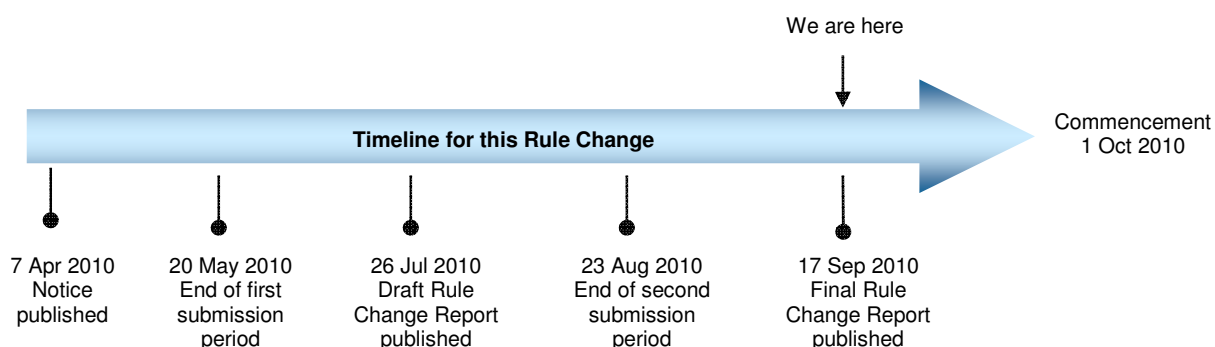 We are here
Timeline for this Rule Change
Commencement
1 Oct 2010
7 Apr 2010
Notice
published
20 May 2010
End of first
submission
period
26 Jul 2010
Draft Rule
Change Report
published
23 Aug 2010
End of second
submission
period
17 Sep 2010
Final Rule
Change Report
published